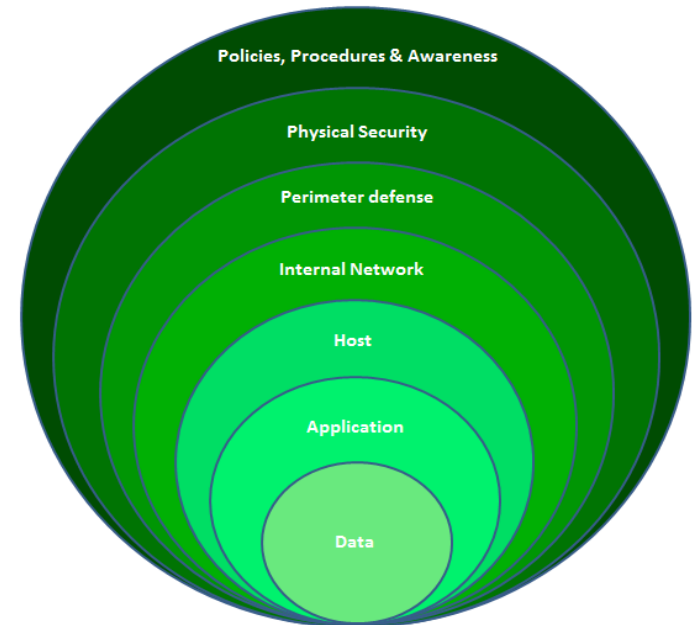 Policies, Procedures & Awareness
Physical Security
Perimeter defense
Internal Network
Host
Application
Data